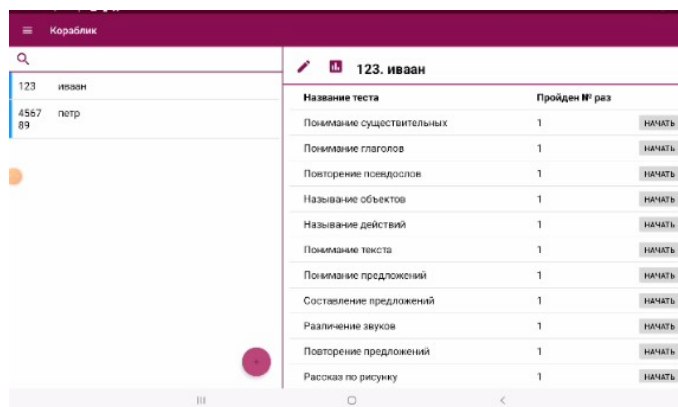 Кораблик
123 иваан
4567
89
петр
123. иваан
Название теста Пройден № раз
Понимание существительных 1 НАЧАТЬ
Понимание глаголов 1 НАЧАТЬ
Повторение псевдослов 1 НАЧАТЬ
Называние объектов 1 НАЧАТЬ
Называние действий 1 НАЧАТЬ
Понимание текста 1 НАЧАТЬ
Понимание предложений 1 НАЧАТЬ
Составление предложений 1 НАЧАТЬ
Различение звуков 1 НАЧАТЬ
Повторение предложений 1 НАЧАТЬ
Рассказ по рисунку 1 НАЧАТЬ